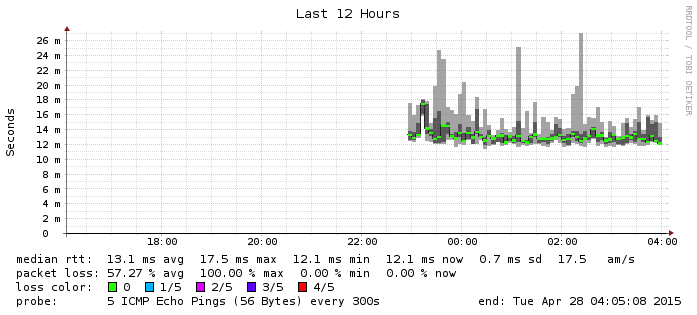 Last 12 Hours
RRDTOOL / TOBI OETIKER
Seconds
26 m
24 m
22 m
20 m
18 m
16 m
14 m
12 m
10 m
8 m
6 m
4 m
2 m
0
18:00 20:00 22:00 00:00 02:00 04:00
median rtt: 13.1 ms avg 17.5 ms max 12.1 ms min 12.1 ms now 0.7 ms sd 17.5 am/s
packet loss: 57.27 % avg 100.00 % max 0.00 % min 0.00 % now
loss color: 0 1/5 2/5 3/5 4/5
probe: 5 ICMP Echo Pings (56 Bytes) every 300s end: Tue Apr 28 04:05:08 2015